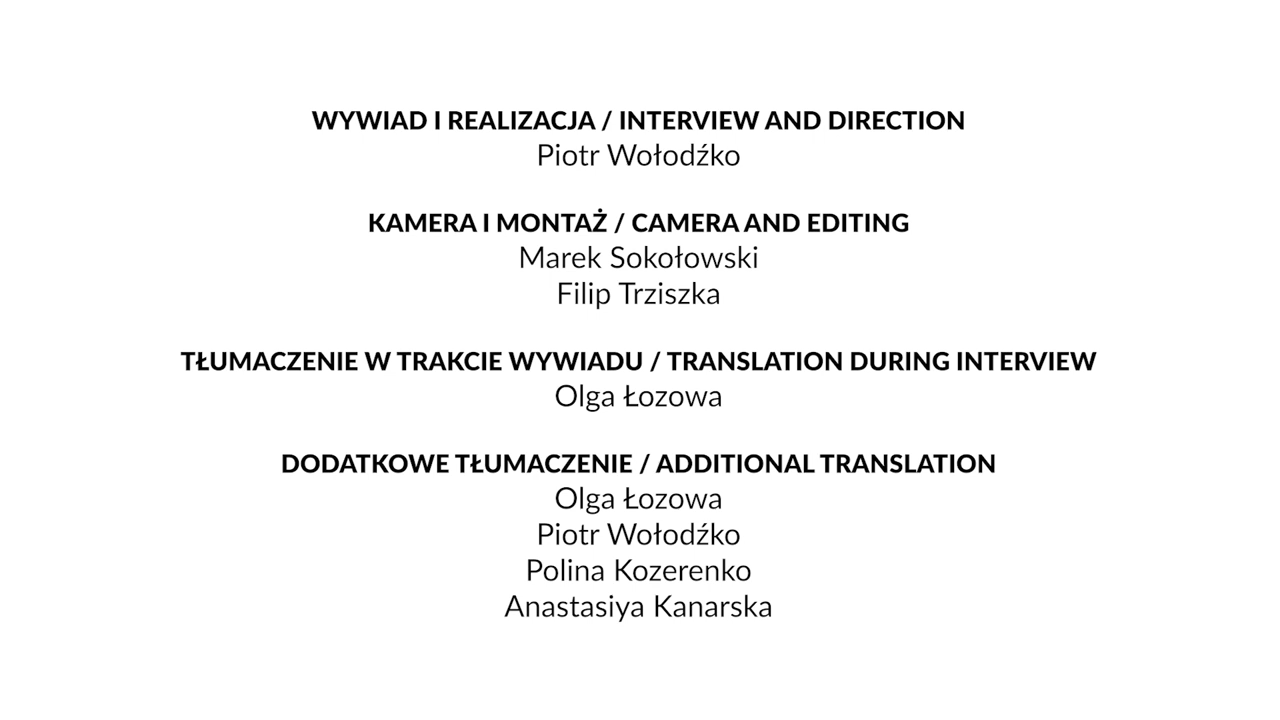 WYWIAD I REALIZACJA / INTERVIEW AND DIRECTION
Piotr Wołodźko
KAMERA I MONTAŻ / CAMERA AND EDITING
Marek Sokołowski
Filip Trziszka
TŁUMACZENIE W TRAKCIE WYWIADU / TRANSLATION DURING INTERVIEW
Olga Łozowa
DODATKOWE TŁUMACZENIE / ADDITIONAL TRANSLATION
Olga Łozowa
Piotr Wołodźko
Polina Kozerenko
Anastasiya Kanarska